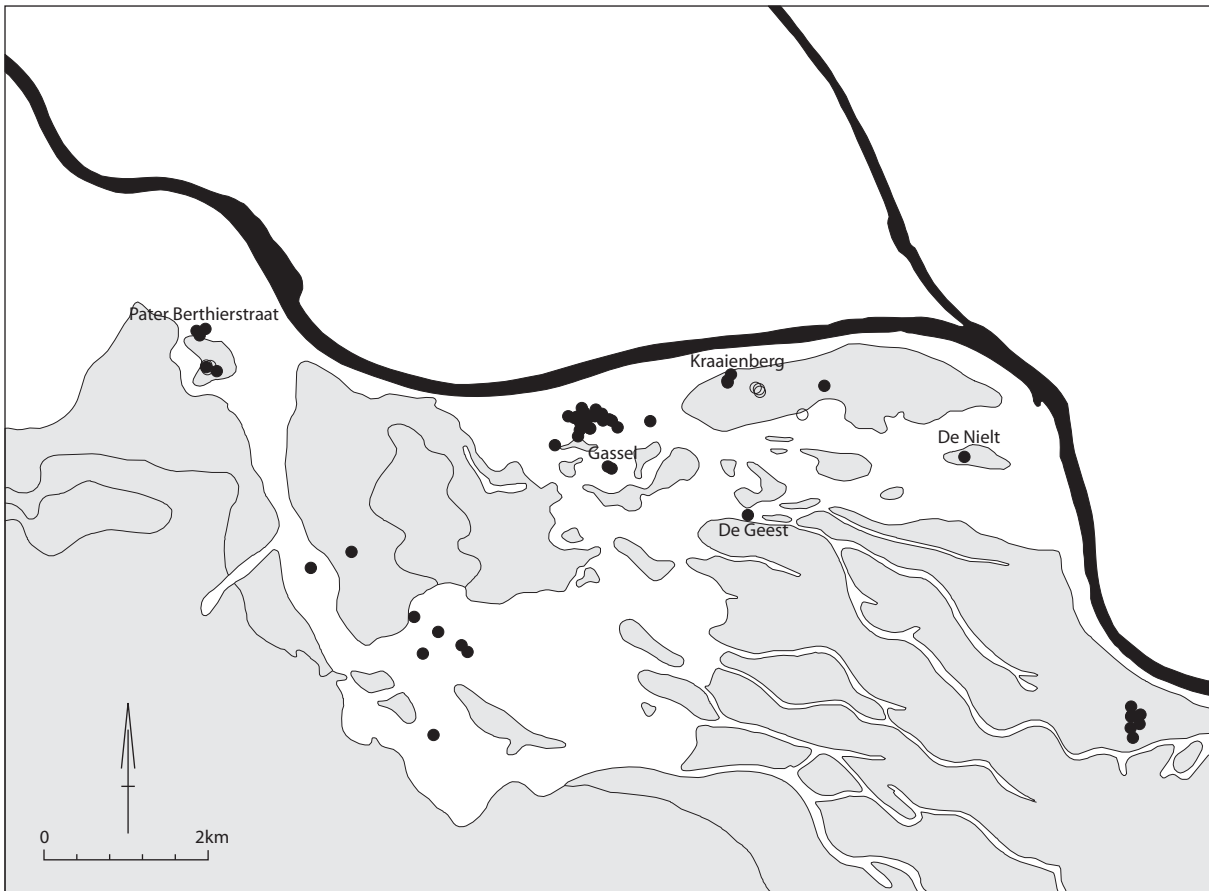 Pater Berthierstraat
Kraaienberg
De Nielt
Gassel
De Geest
0 2km